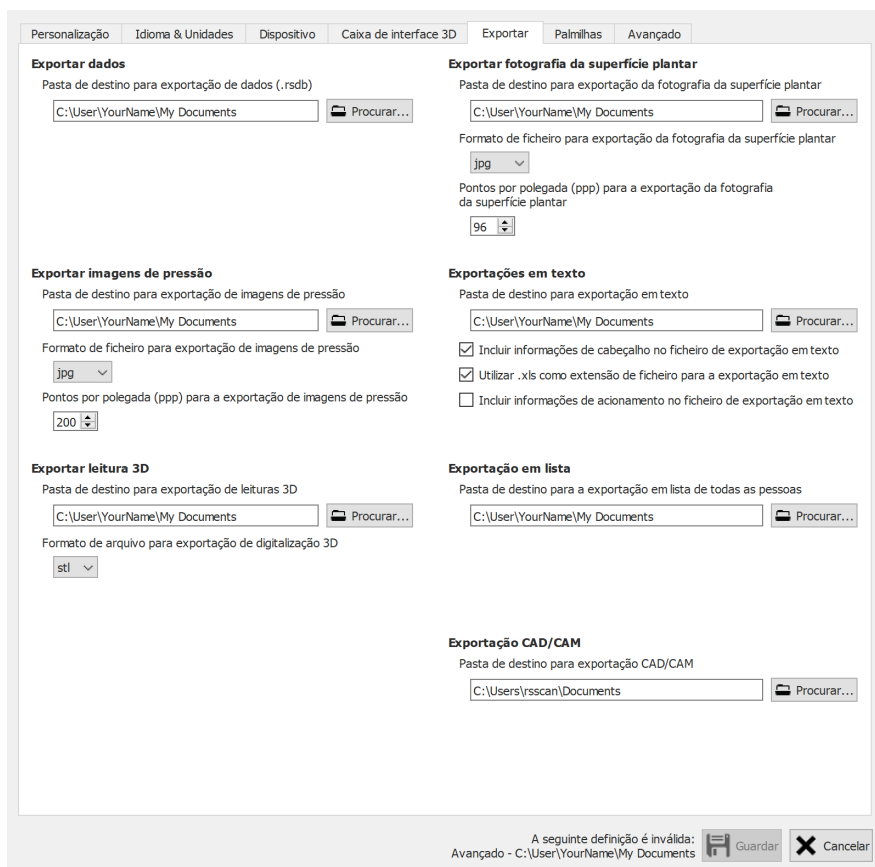 Personalização Idioma & Unidades Dispositivo Caixa de interface 3D Exportar Palmilhas Avançado
Exportar dados
Pasta de destino para exportação de dados (.rsdb)
C:\User\YourName\My Documents Procurar...
Exportar fotografia da superfície plantar
Pasta de destino para exportação da fotografia da superfície plantar
C:\User\YourName\My Documents Procurar...
Formato de ficheiro para exportação da fotografia da superfície plantar
jpg
Pontos por polegada (ppp) para a exportação da fotografia
da superfície plantar
96
Exportar imagens de pressão
Pasta de destino para exportação de imagens de pressão
C:\User\YourName\My Documents Procurar...
Formato de ficheiro para exportação de imagens de pressão
jpg
Pontos por polegada (ppp) para a exportação de imagens de pressão
200
Exportações em texto
Pasta de destino para exportação em texto
C:\User\YourName\My Documents Procurar...
Incluir informações de cabeçalho no ficheiro de exportação em texto
Utilizar .xls como extensão de ficheiro para a exportação em texto
Incluir informações de acionamento no ficheiro de exportação em texto
Exportar leitura 3D
Pasta de destino para exportação de leituras 3D
C:\User\YourName\My Documents Procurar...
Formato de arquivo para exportação de digitalização 3D
stl
Exportação em lista
Pasta de destino para a exportação em lista de todas as pessoas
C:\User\YourName\My Documents Procurar...
Exportação CAD/CAM
Pasta de destino para exportação CAD/CAM
C:\Users\rsscan\Documents Procurar...
A seguinte definição é inválida:
Avançado - C:\User\YourName\My Documents
Guardar Cancelar